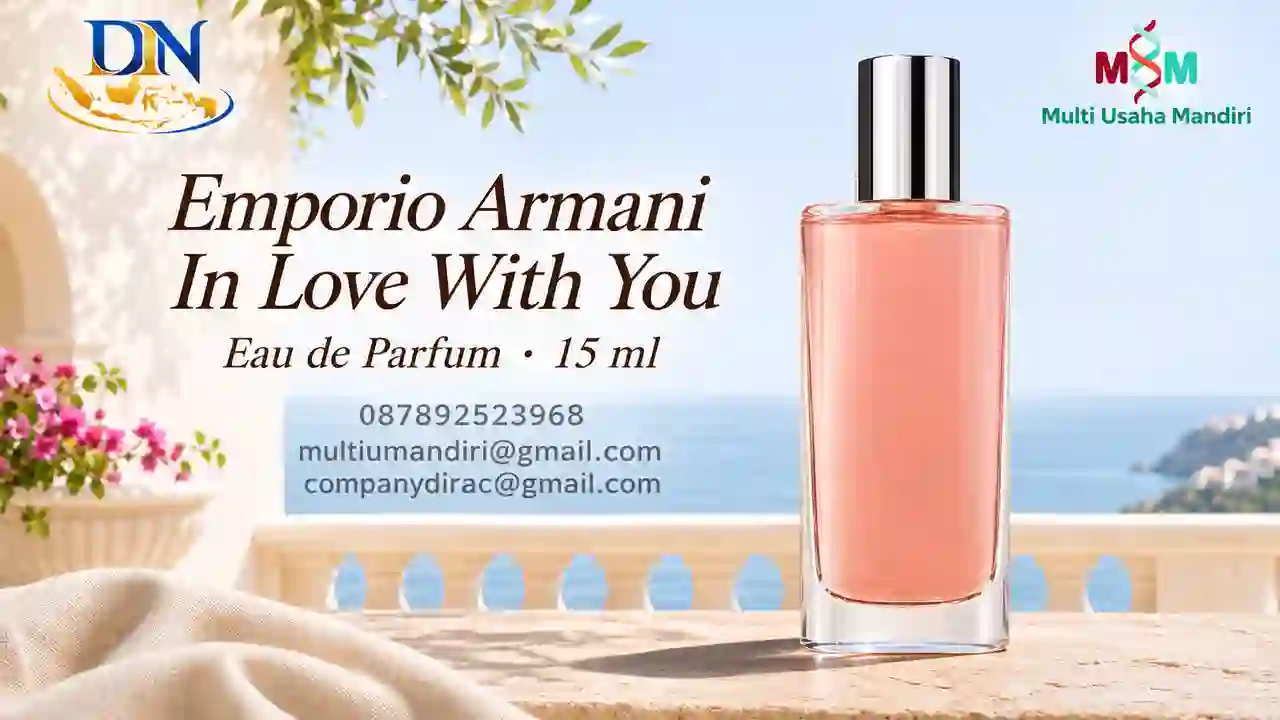 DN
MSM
Multi Usaha Mandiri
Emporio Armani
In Love With You
Eau de Parfum • 15 ml
087892523968
multiumandiri@gmail.com
companydirac@gmail.com